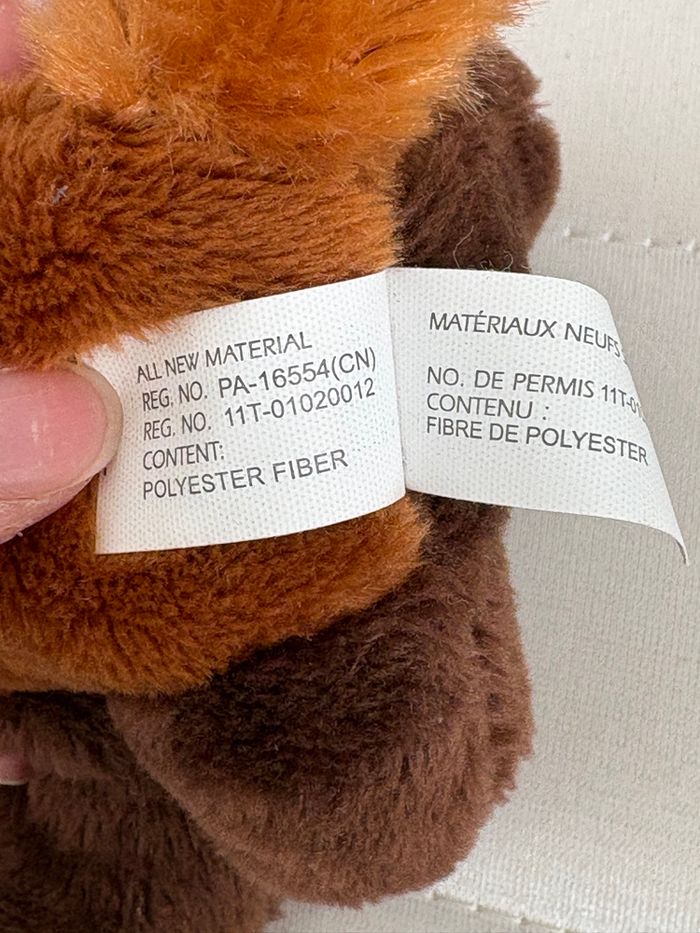 ALL NEW MATERIAL
REG. NO. PA-16554(CN)
REG. NO. 11T-01020012
CONTENT:
POLYESTER FIBER
MATÉRIAUX NEUFS
NO. DE PERMIS
CONTENU :
FIBRE DE POLYESTER